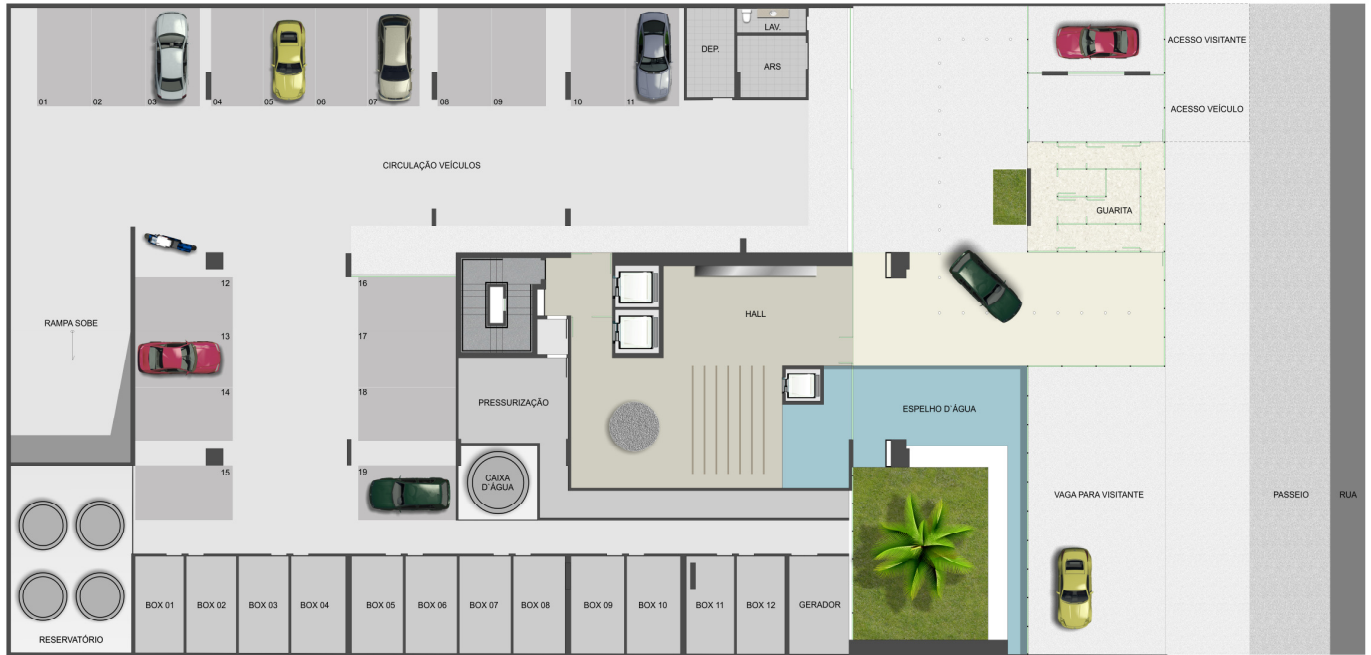 DEP.
LAV.
ARS
ACESSO VISITANTE
ACESSO VEÍCULO
01
02
03
04
05
06
07
08
09
10
11
CIRCULAÇÃO VEÍCULOS
GUARITA
12
13
14
15
16
17
18
19
RAMPA SOBE
HALL
PRESSURIZAÇÃO
ESPELHO D´ÁGUA
CAIXA
D´ÁGUA
VAGA PARA VISITANTE
PASSEIO
RUA
BOX 01
BOX 02
BOX 03
BOX 04
BOX 05
BOX 06
BOX 07
BOX 08
BOX 09
BOX 10
BOX 11
BOX 12
GERADOR
RESERVATÓRIO